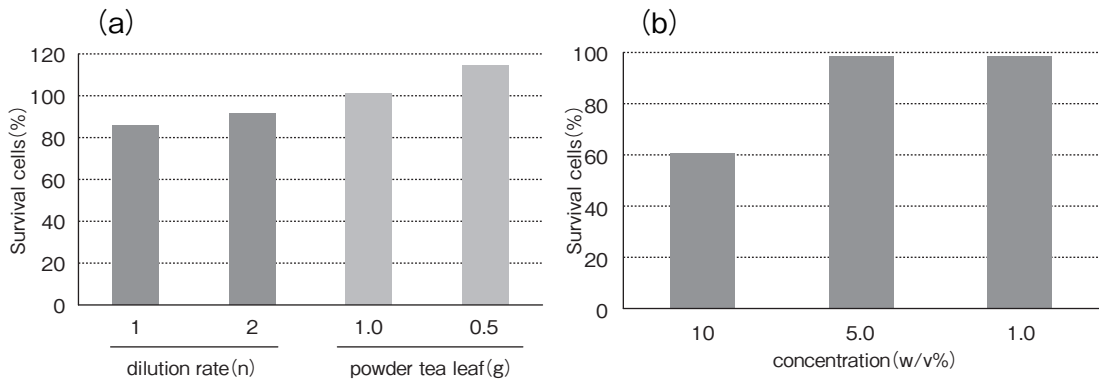 (a)
Survival cells(%)
120
100
80
60
40
20
0
1
2
1.0
0.5
dilution rate(n)
powder tea leaf(g)
(b)
Survival cells(%)
100
80
60
40
20
0
10
5.0
1.0
concentration(w/v%)